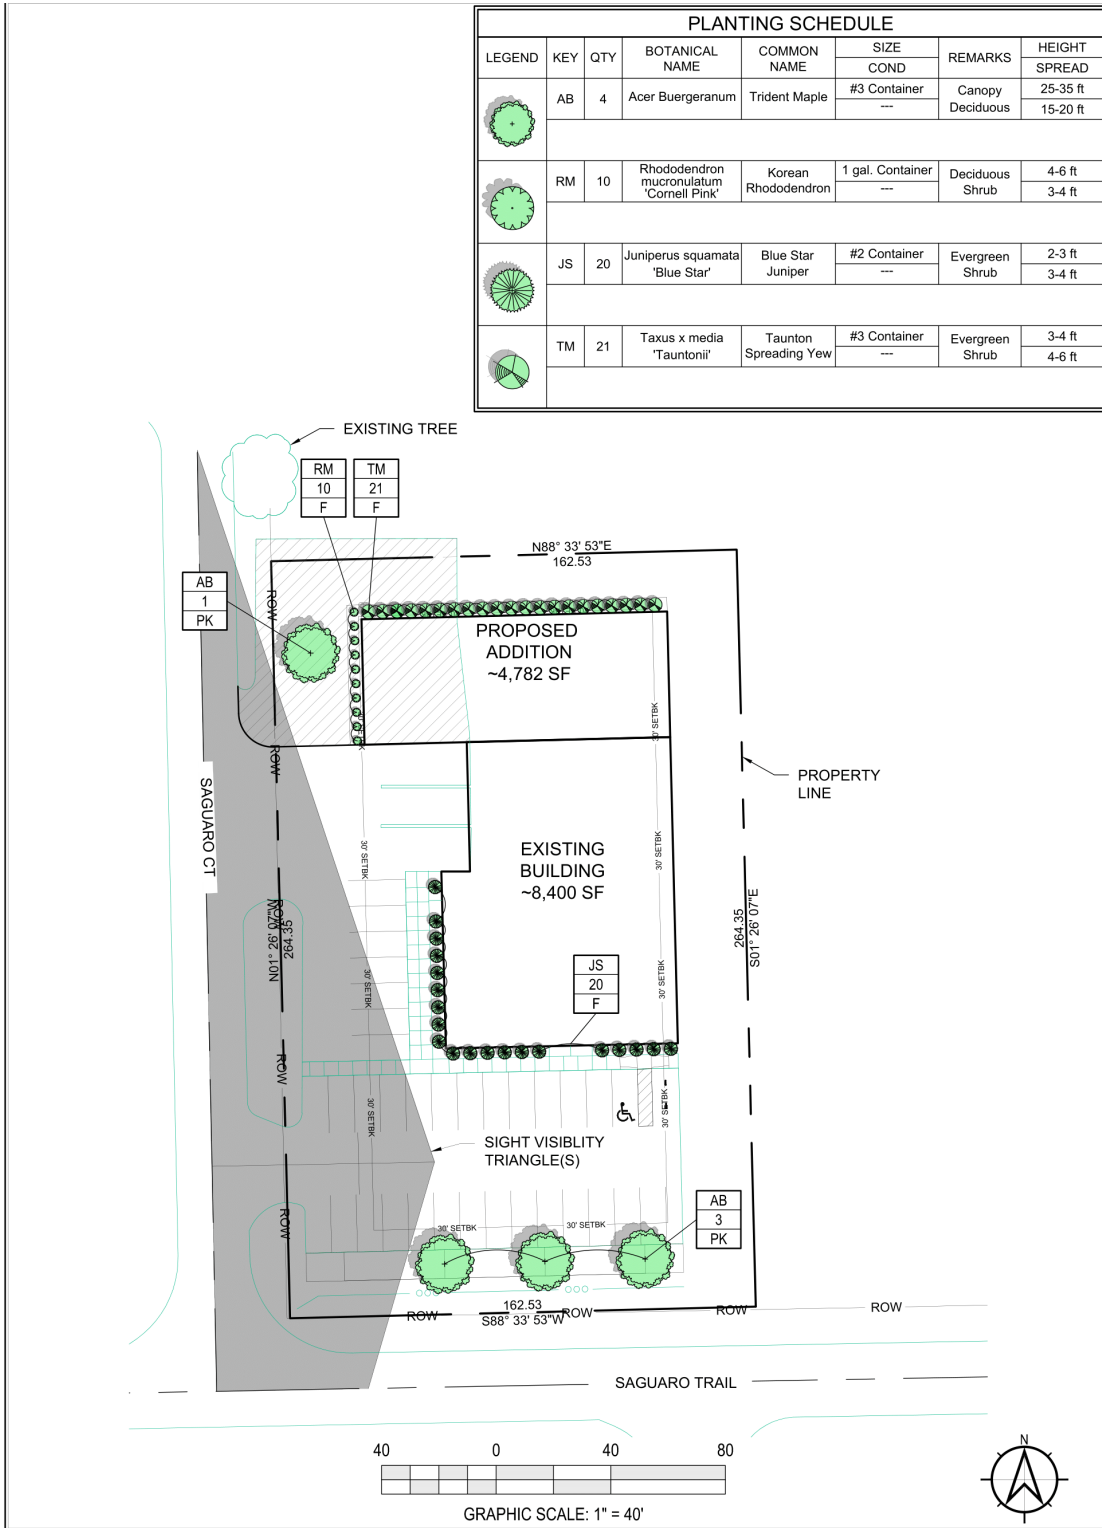 PLANTING SCHEDULE
LEGEND KEY QTY BOTANICAL NAME COMMON NAME SIZE COND REMARKS HEIGHT SPREAD
AB 4 Acer Buergeranum Trident Maple #3 Container --- Canopy Deciduous 25-35 ft 15-20 ft
RM 10 Rhododendron mucronulatum 'Cornell Pink' Korean Rhododendron 1 gal. Container --- Deciduous Shrub 4-6 ft 3-4 ft
JS 20 Juniperus squamata 'Blue Star' Blue Star Juniper #2 Container --- Evergreen Shrub 2-3 ft 3-4 ft
TM 21 Taxus x media 'Tauntonii' Taunton Spreading Yew #3 Container --- Evergreen Shrub 3-4 ft 4-6 ft
EXISTING TREE
RM
10
F
TM
21
F
N88° 33' 53"E
162.53
AB
1
PK
ROW
PROPOSED
ADDITION
~4,782 SF
30' SETBK
ROW
PROPERTY
LINE
SAGUARO CT
30' SETBK
30' SETBK
EXISTING
BUILDING
~8,400 SF
N01° 26' 07"W
264.35
ROW
264.35
S01° 26' 07"E
JS
20
F
30' SETBK
30' SETBK
ROW
30' SETBK
30' SETBK
SIGHT VISIBLITY
TRIANGLE(S)
AB
3
PK
ROW
30' SETBK
30' SETBK
162.53
S88° 33' 53"W
ROW
ROW
ROW
ROW
SAGUARO TRAIL
40 0 40 80
GRAPHIC SCALE: 1" = 40'
N